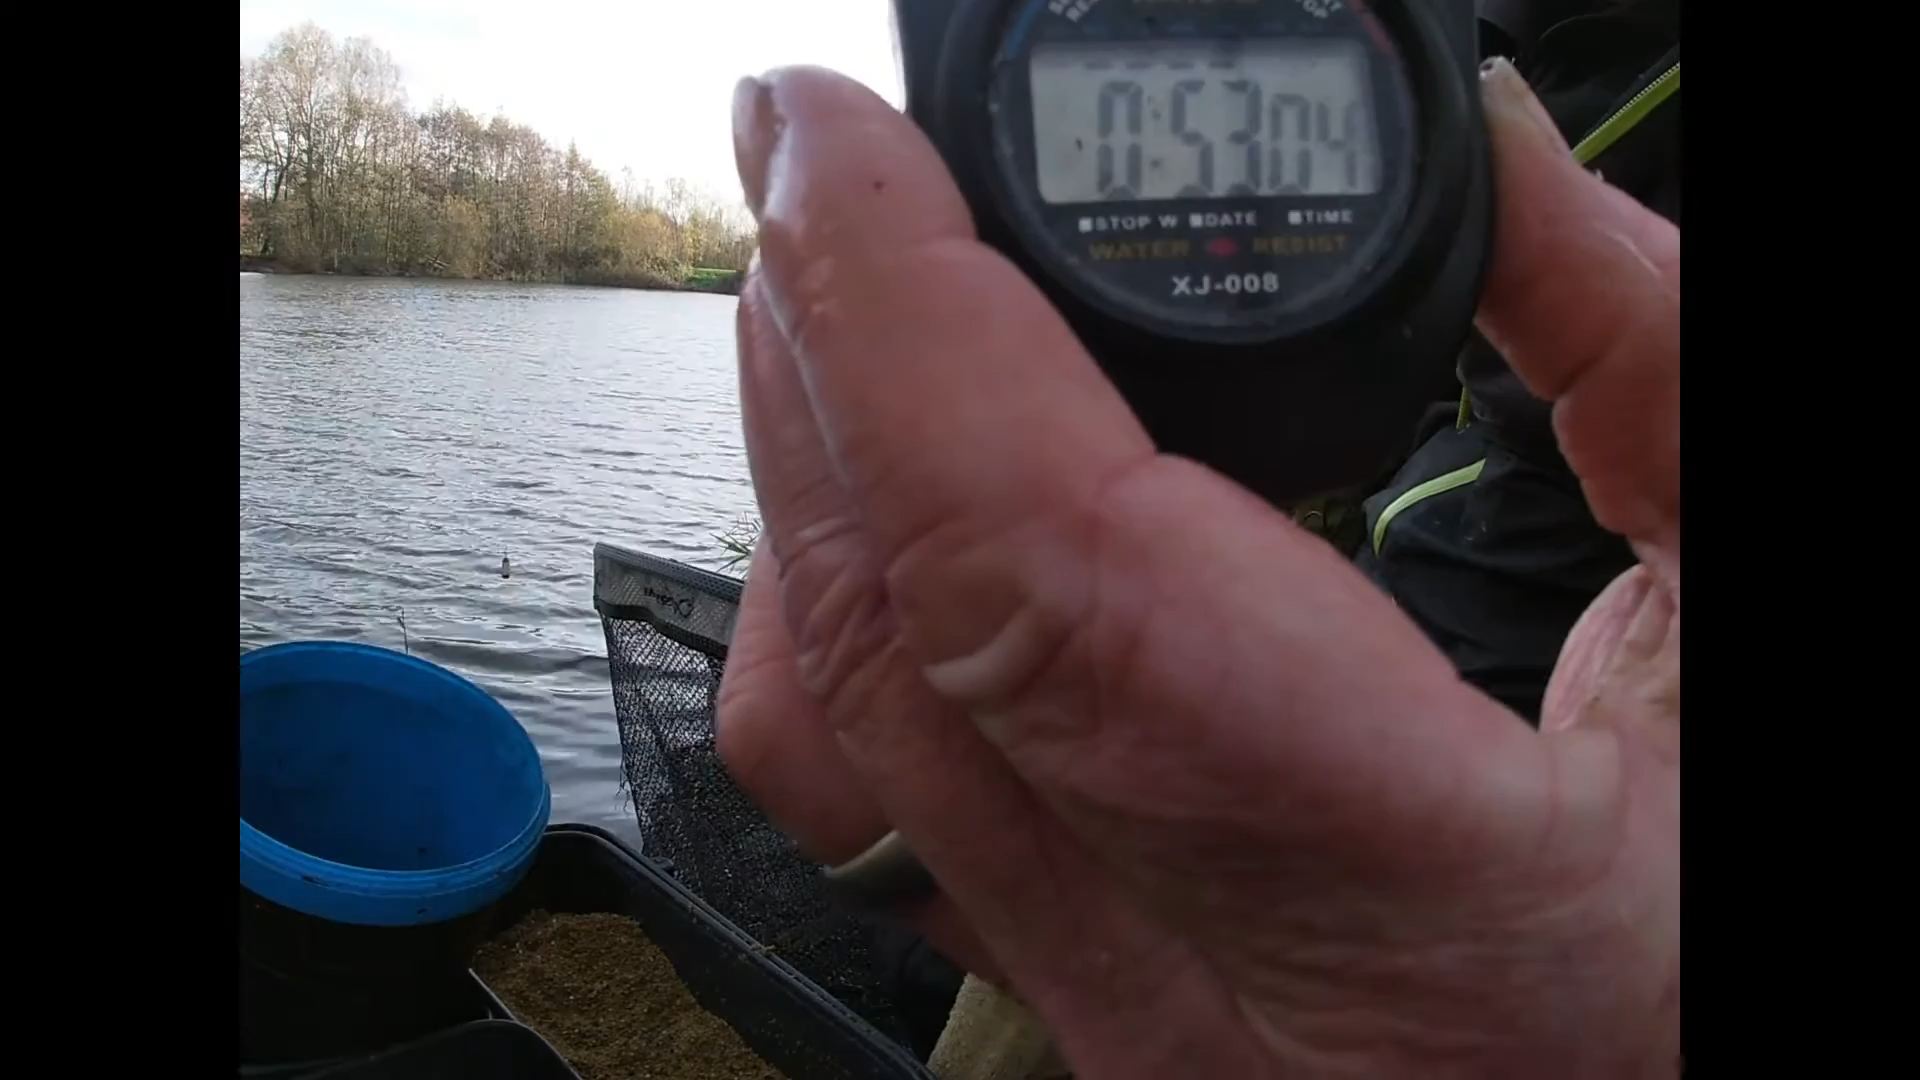 0:53 04
■STOP W ■DATE ■TIME
WATER RESIST
XJ-008